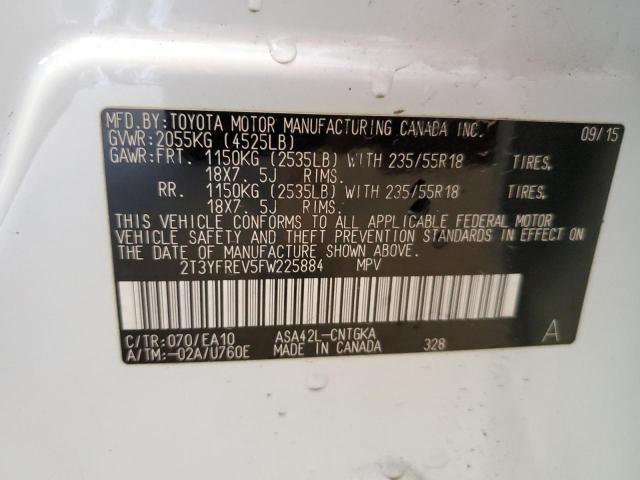 MFD.BY:TOYOTA MOTOR MANUFACTURING CANADA INC. 09/15
GVWR:2055KG (4525LB)
GAWR:FRT. 1150KG (2535LB) WITH 235/55R18 TIRES,
18X7.5J RIMS.
RR. 1150KG (2535LB) WITH 235/55R18 TIRES,
18X7.5J RIMS.
THIS VEHICLE CONFORMS TO ALL APPLICABLE FEDERAL MOTOR
VEHICLE SAFETY AND THEFT PREVENTION STANDARDS IN EFFECT ON
THE DATE OF MANUFACTURE SHOWN ABOVE.
2T3YFREV5FW225884 MPV
C/TR:070/EA10 ASA42L-CNTGKA A
A/TM:-02A/U760E MADE IN CANADA 328